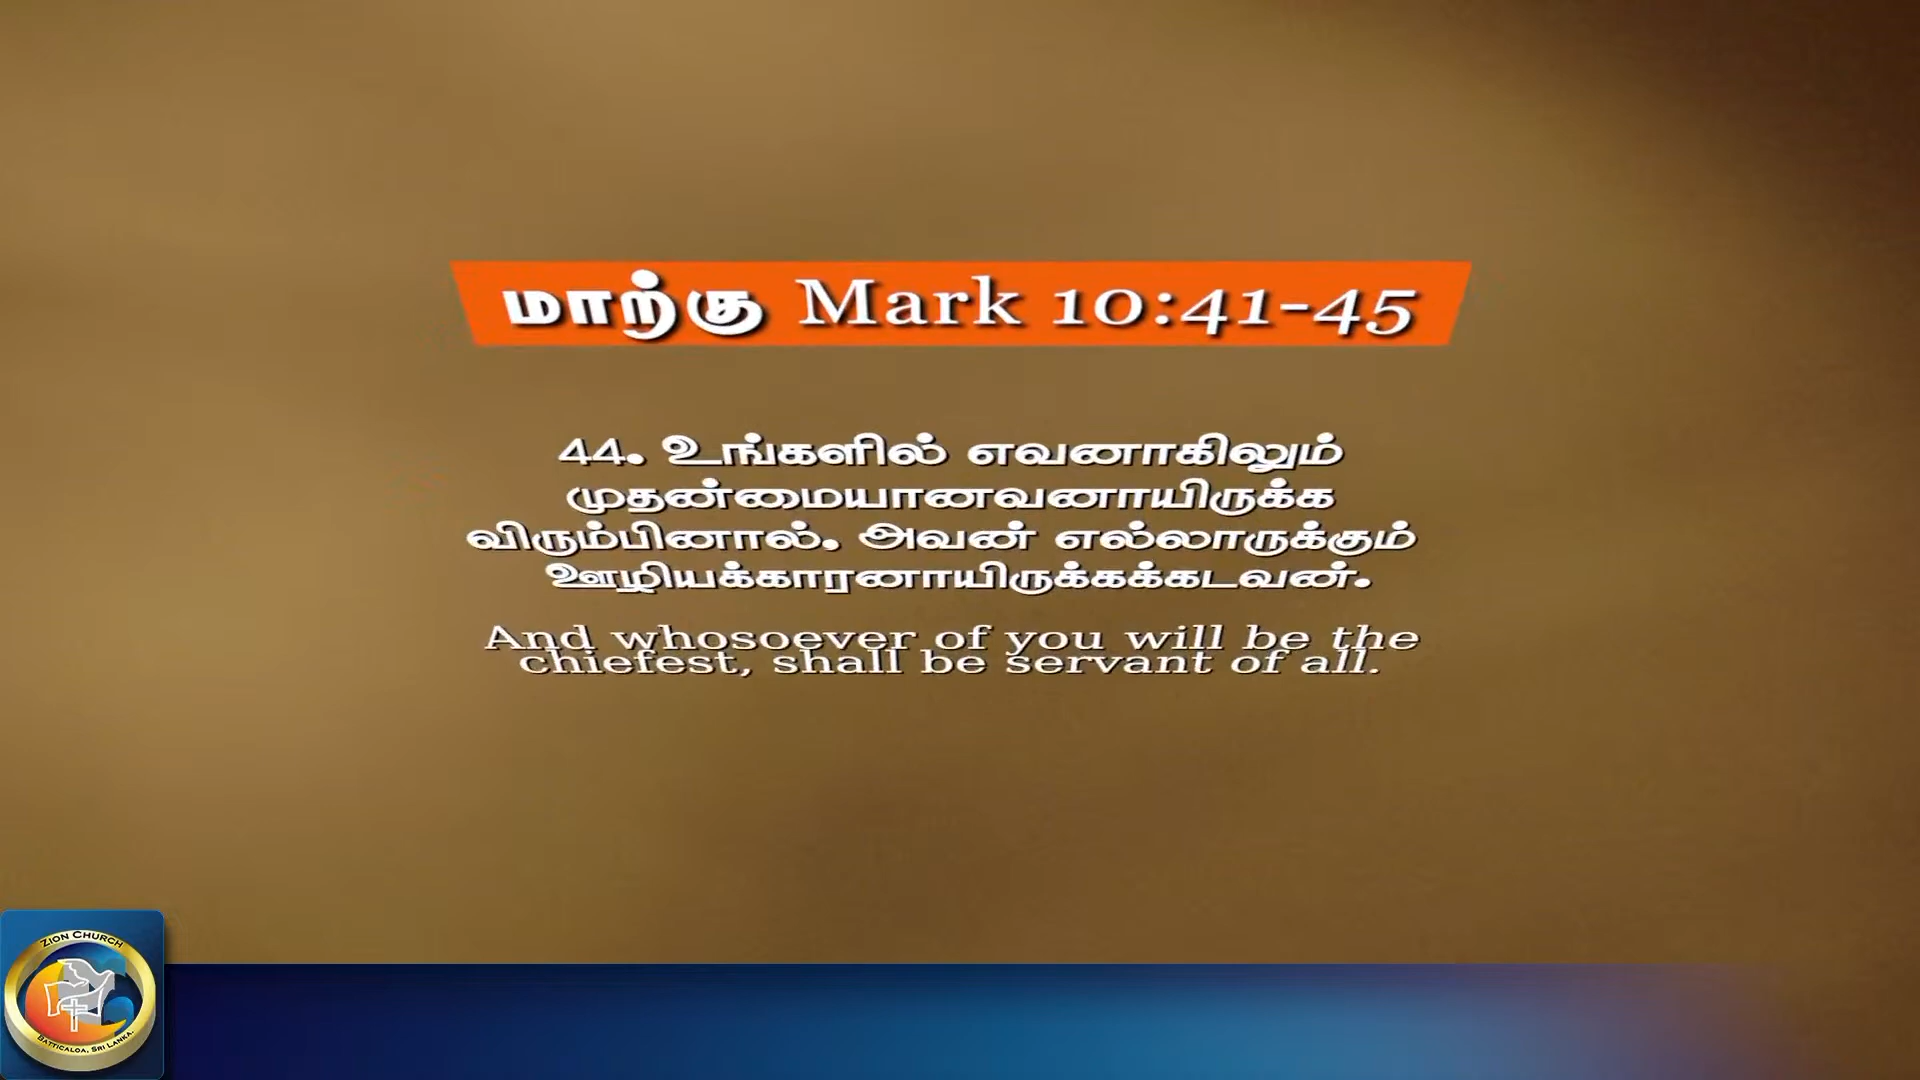 மாற்கு Mark 10:41-45
44. உங்களில் எவனாகிலும்
முதன்மையானவனாயிருக்க
விரும்பினால், அவன் எல்லாருக்கும்
ஊழியக்காரனாயிருக்கக்கடவன்.
And whosoever of you will be the
chiefest, shall be servant of all.
ZION CHURCH
BATTICALOA, SRI LANKA.